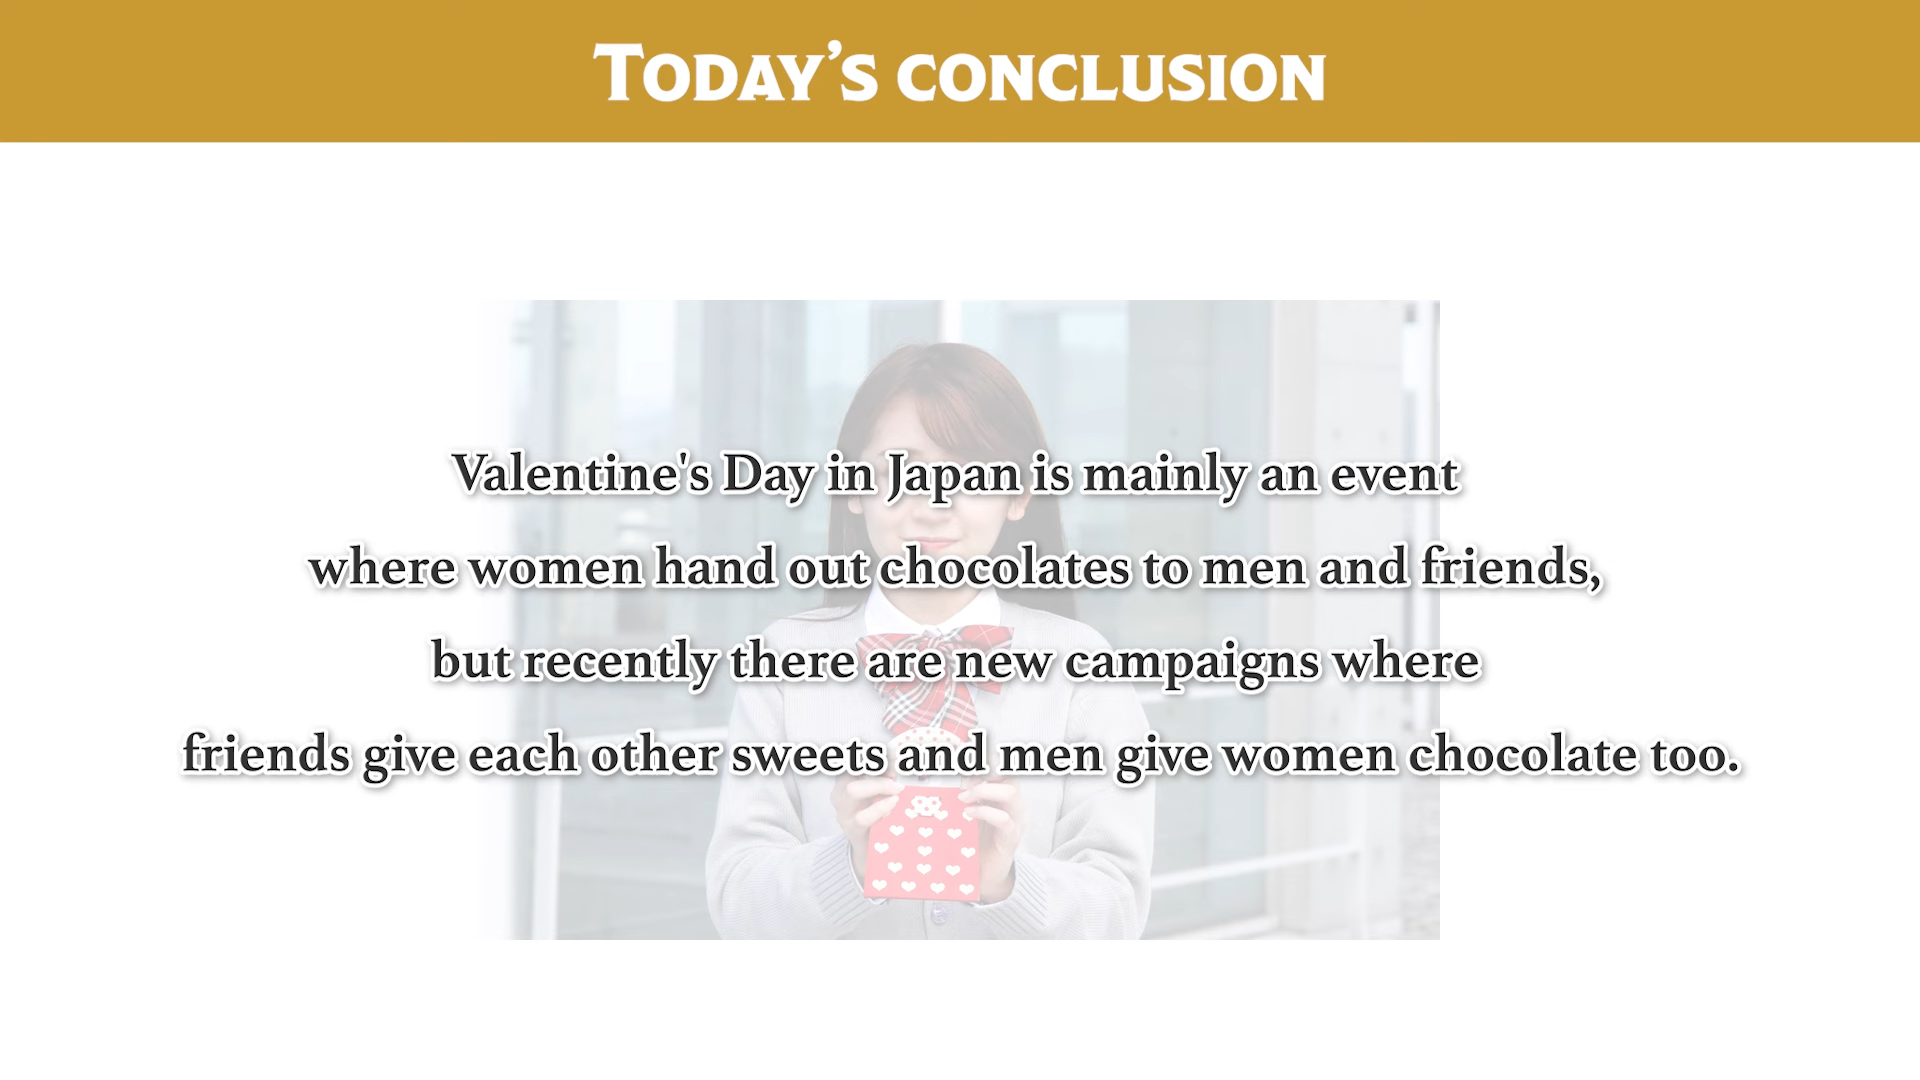 Today's conclusion
Valentine's Day in Japan is mainly an event
where women hand out chocolates to men and friends,
but recently there are new campaigns where
friends give each other sweets and men give women chocolate too.